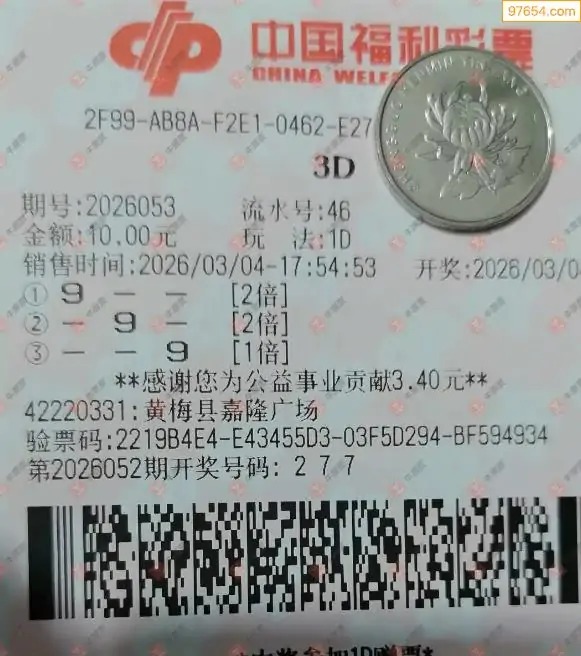 97654.com
中国福利彩票
CHINA WELF
2F99-AB8A-F2E1-0462-E27
3D
期号:2026053 流水号:46
金额:10.00元 玩 法:1D
销售时间:2026/03/04-17:54:53 开奖:2026/03/04
① 9 － － [2倍]
② － 9 － [2倍]
③ － － 9 [1倍]
**感谢您为公益事业贡献3.40元**
42220331:黄梅县嘉隆广场
验票码:2219B4E4-E43455D3-03F5D294-BF594934
第2026052期开奖号码: 2 7 7